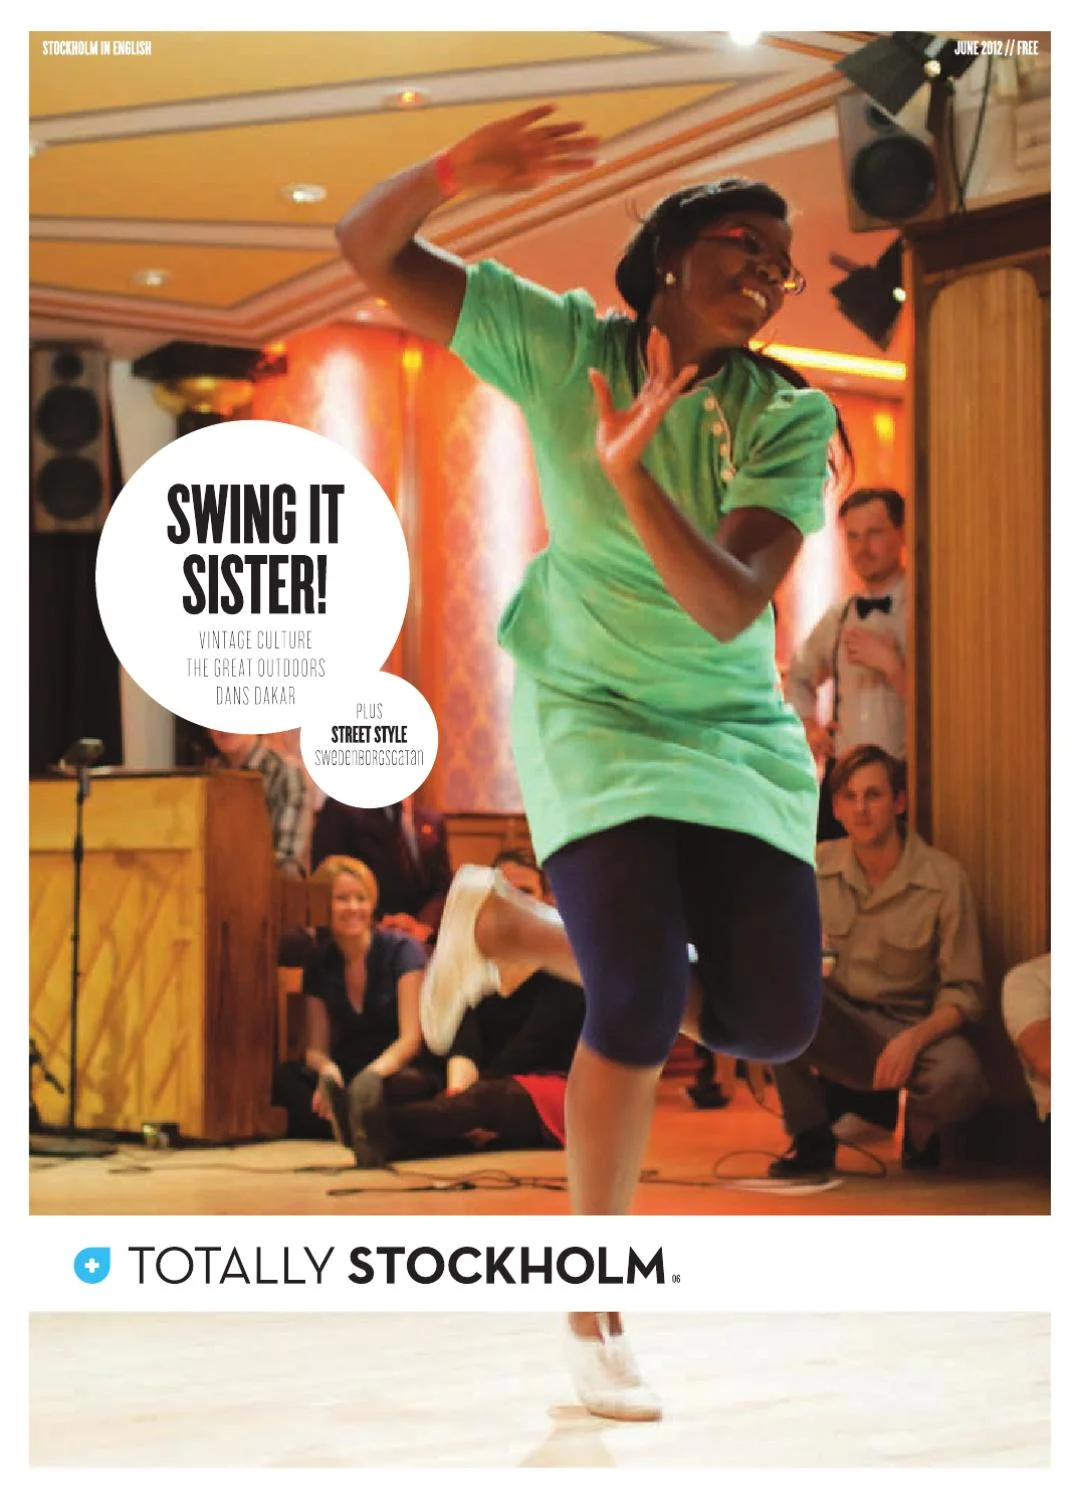 STOCKHOLM IN ENGLISH
JUNE 2012 // FREE
SWING IT
SISTER!
VINTAGE CULTURE
THE GREAT OUTDOORS
DANS DAKAR
PLUS
STREET STYLE
SWEDENBORGSGATAN
TOTALLY STOCKHOLM 06